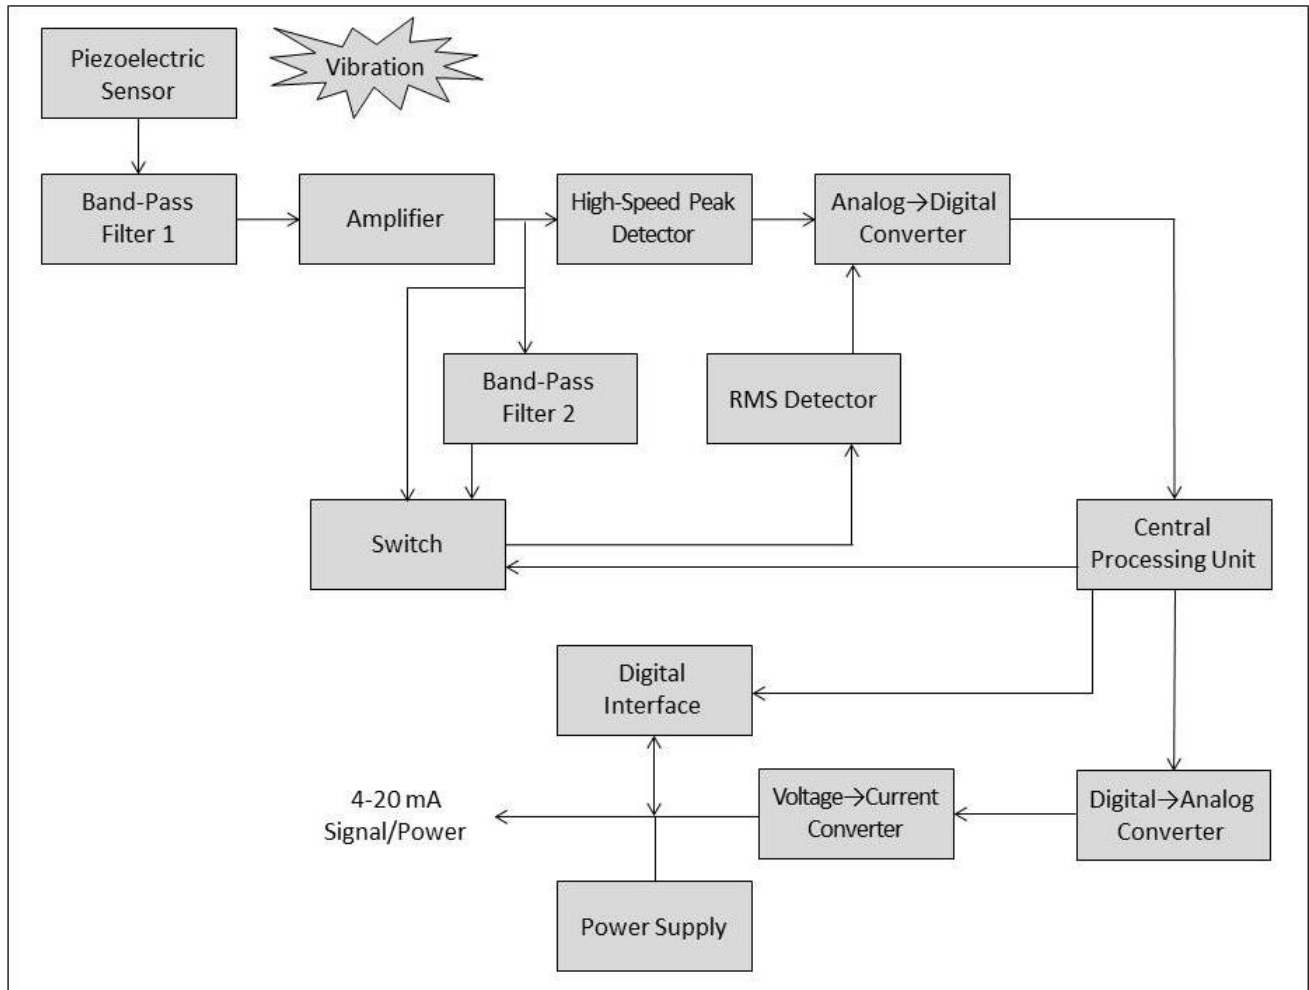 Piezoelectric
Sensor
Vibration
Band-Pass
Filter 1
Amplifier
High-Speed Peak
Detector
Analog→Digital
Converter
Band-Pass
Filter 2
RMS Detector
Switch
Central
Processing Unit
Digital
Interface
4-20 mA
Signal/Power
Voltage→Current
Converter
Digital→Analog
Converter
Power Supply